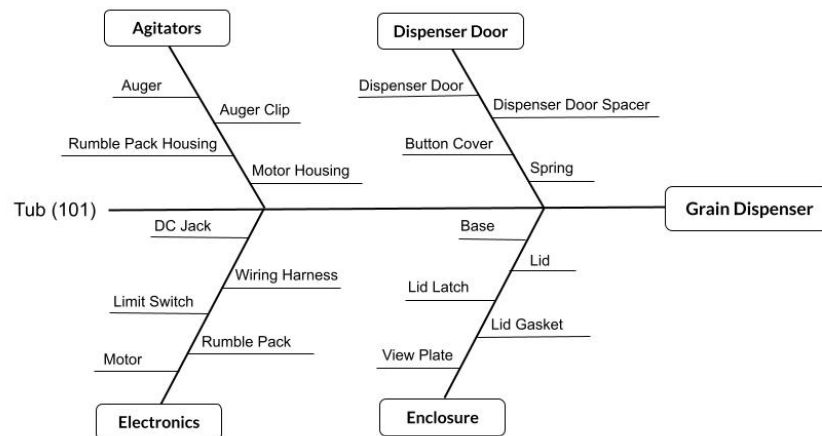 Agitators
Dispenser Door
Auger
Dispenser Door
Auger Clip
Dispenser Door Spacer
Rumble Pack Housing
Button Cover
Motor Housing
Spring
Tub (101)
Grain Dispenser
DC Jack
Base
Wiring Harness
Lid
Limit Switch
Lid Latch
Rumble Pack
Lid Gasket
Motor
View Plate
Electronics
Enclosure